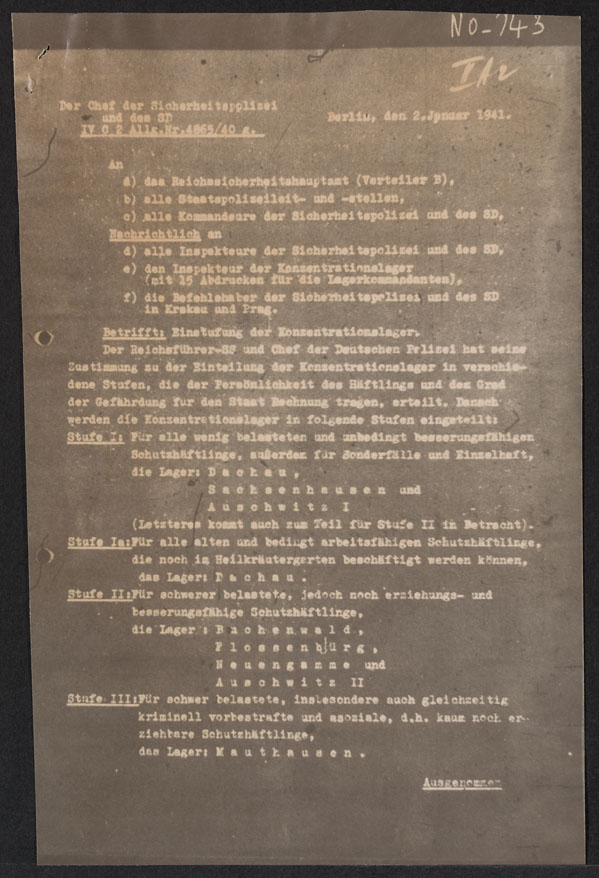 NO-743
Der Chef der Sicherheitspolizei
und des SD
IV C 2 Allg.Nr.4865/40 g.
Berlin, den 2.Januar 1941.
An
a) das Reichssicherheitshauptamt (Verteiler B),
b) alle Staatspolizeileit- und -stellen,
c) alle Kommandeure der Sicherheitspolizei und des SD,
Nachrichtlich an
d) alle Inspekteure der Sicherheitspolizei und des SD,
e) den Inspekteur der Konzentrationslager
(mit 15 Abdrucken für die Lagerkommandanten),
f) die Befehlshaber der Sicherheitspolizei und des SD
in Krakau und Prag.
Betrifft: Einstufung der Konzentrationslager.
Der Reichsführer-SS und Chef der Deutschen Polizei hat seine
Zustimmung zu der Einteilung der Konzentrationslager in verschie-
dene Stufen, die der Persönlichkeit des Häftlings und dem Grad
der Gefährdung für den Staat Rechnung tragen, erteilt. Danach
werden die Konzentrationslager in folgende Stufen eingeteilt:
Stufe I: Für alle wenig belasteten und unbedingt besserungsfähigen
Schutzhäftlinge, außerdem für Sonderfälle und Einzelhaft,
die Lager: Dachau,
Sachsenhausen und
Auschwitz I
(Letzteres kommt auch zum Teil für Stufe II in Betracht).
Stufe Ia: Für alle alten und bedingt arbeitsfähigen Schutzhäftlinge,
die noch im Heilkräutergarten beschäftigt werden können,
das Lager: Dachau.
Stufe II: Für schwerer belastete, jedoch noch erziehungs- und
besserungsfähige Schutzhäftlinge,
die Lager: Buchenwald,
Flossenbürg,
Neuengamme und
Auschwitz II
Stufe III: Für schwer belastete, insbesondere auch gleichzeitig
kriminell vorbestrafte und asoziale, d.h. kaum noch er-
ziehbare Schutzhäftlinge,
das Lager: Mauthausen.
Ausgenommen